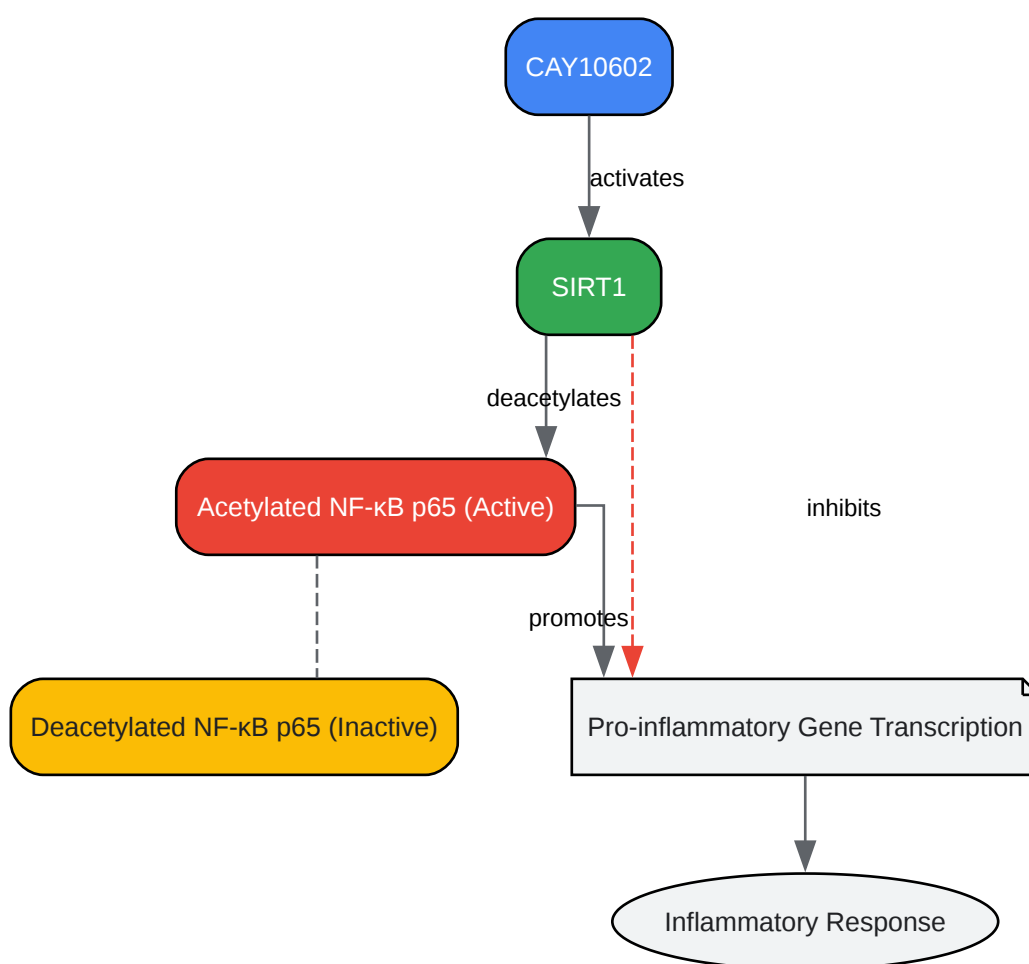 CAY10602
activates
SIRT1
deacetylates
Acetylated NF-κB p65 (Active)
inhibits
promotes
Deacetylated NF-κB p65 (Inactive)
Pro-inflammatory Gene Transcription
Inflammatory Response